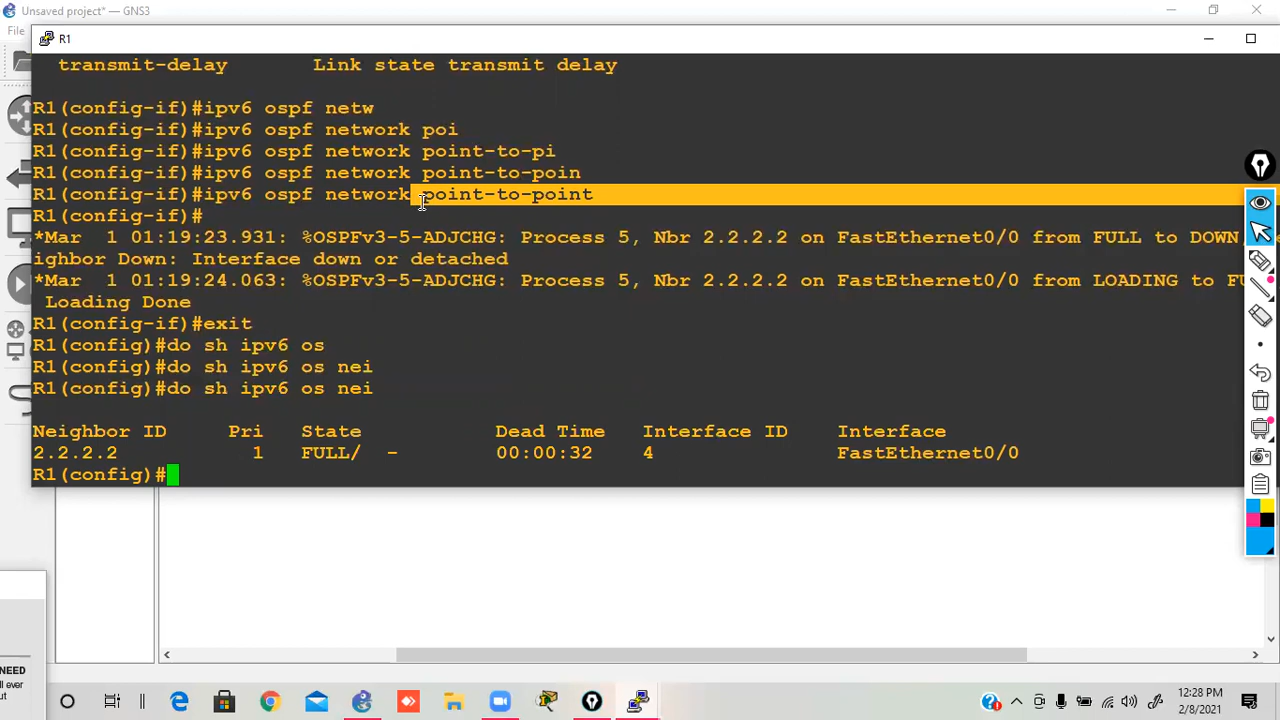 Unsaved project* — GNS3
File
R1
transmit-delay Link state transmit delay
R1(config-if)#ipv6 ospf netw
R1(config-if)#ipv6 ospf network poi
R1(config-if)#ipv6 ospf network point-to-pi
R1(config-if)#ipv6 ospf network point-to-poin
R1(config-if)#ipv6 ospf network point-to-point
R1(config-if)#
*Mar 1 01:19:23.931: %OSPFv3-5-ADJCHG: Process 5, Nbr 2.2.2.2 on FastEthernet0/0 from FULL to DOWN,
ighbor Down: Interface down or detached
*Mar 1 01:19:24.063: %OSPFv3-5-ADJCHG: Process 5, Nbr 2.2.2.2 on FastEthernet0/0 from LOADING to FU
Loading Done
R1(config-if)#exit
R1(config)#do sh ipv6 os
R1(config)#do sh ipv6 os nei
R1(config)#do sh ipv6 os nei
Neighbor ID Pri State Dead Time Interface ID Interface
2.2.2.2 1 FULL/ - 00:00:32 4 FastEthernet0/0
R1(config)#
NEED
12:28 PM
2/8/2021